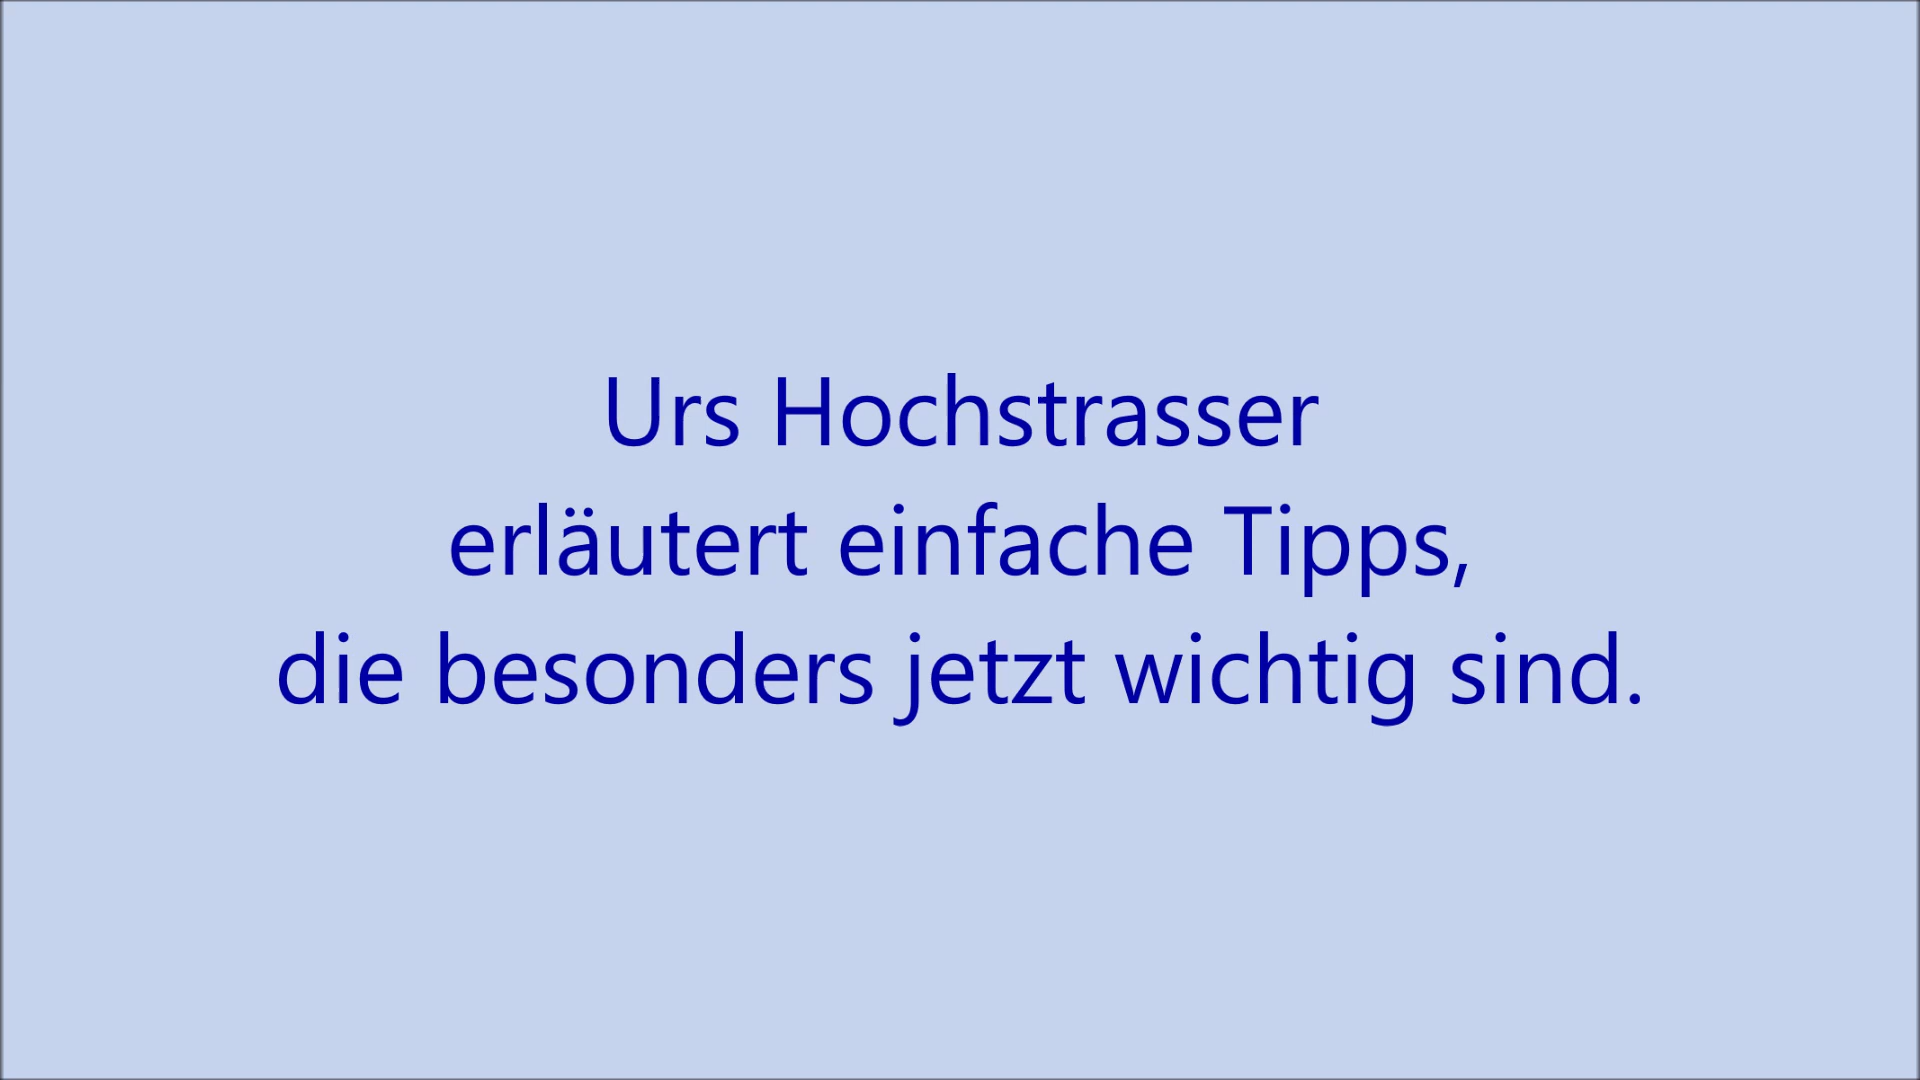 Urs Hochstrasser
erläutert einfache Tipps,
die besonders jetzt wichtig sind.